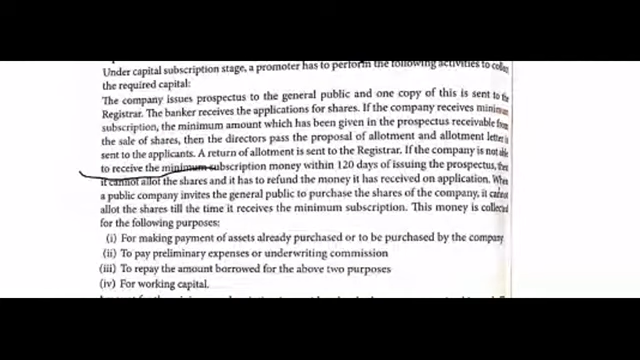 Under capital subscription stage, a promoter has to perform the following activities to collect
the required capital:
The company issues prospectus to the general public and one copy of this is sent to the
Registrar. The banker receives the applications for shares. If the company receives minimum
subscription, the minimum amount which has been given in the prospectus receivable from
the sale of shares, then the directors pass the proposal of allotment and allotment letter is
sent to the applicants. A return of allotment is sent to the Registrar. If the company is not able
to receive the minimum subscription money within 120 days of issuing the prospectus, then
it cannot allot the shares and it has to refund the money it has received on application. When
a public company invites the general public to purchase the shares of the company, it cannot
allot the shares till the time it receives the minimum subscription. This money is collected
for the following purposes:
(i) For making payment of assets already purchased or to be purchased by the company
(ii) To pay preliminary expenses or underwriting commission
(iii) To repay the amount borrowed for the above two purposes
(iv) For working capital.